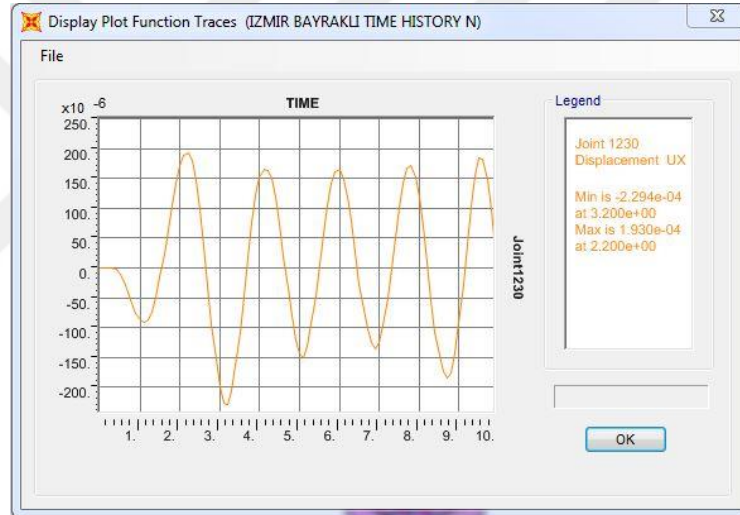 Display Plot Function Traces (IZMIR BAYRAKLI TIME HISTORY N)
File
x10 -6
TIME
250.
200.
150.
100.
50.
0.
-50.
-100.
-150.
-200.
1. 2. 3. 4. 5. 6. 7. 8. 9. 10.
Joint1230
Legend
Joint 1230
Displacement UX
Min is -2.294e-04
at 3.200e+00
Max is 1.930e-04
at 2.200e+00
OK